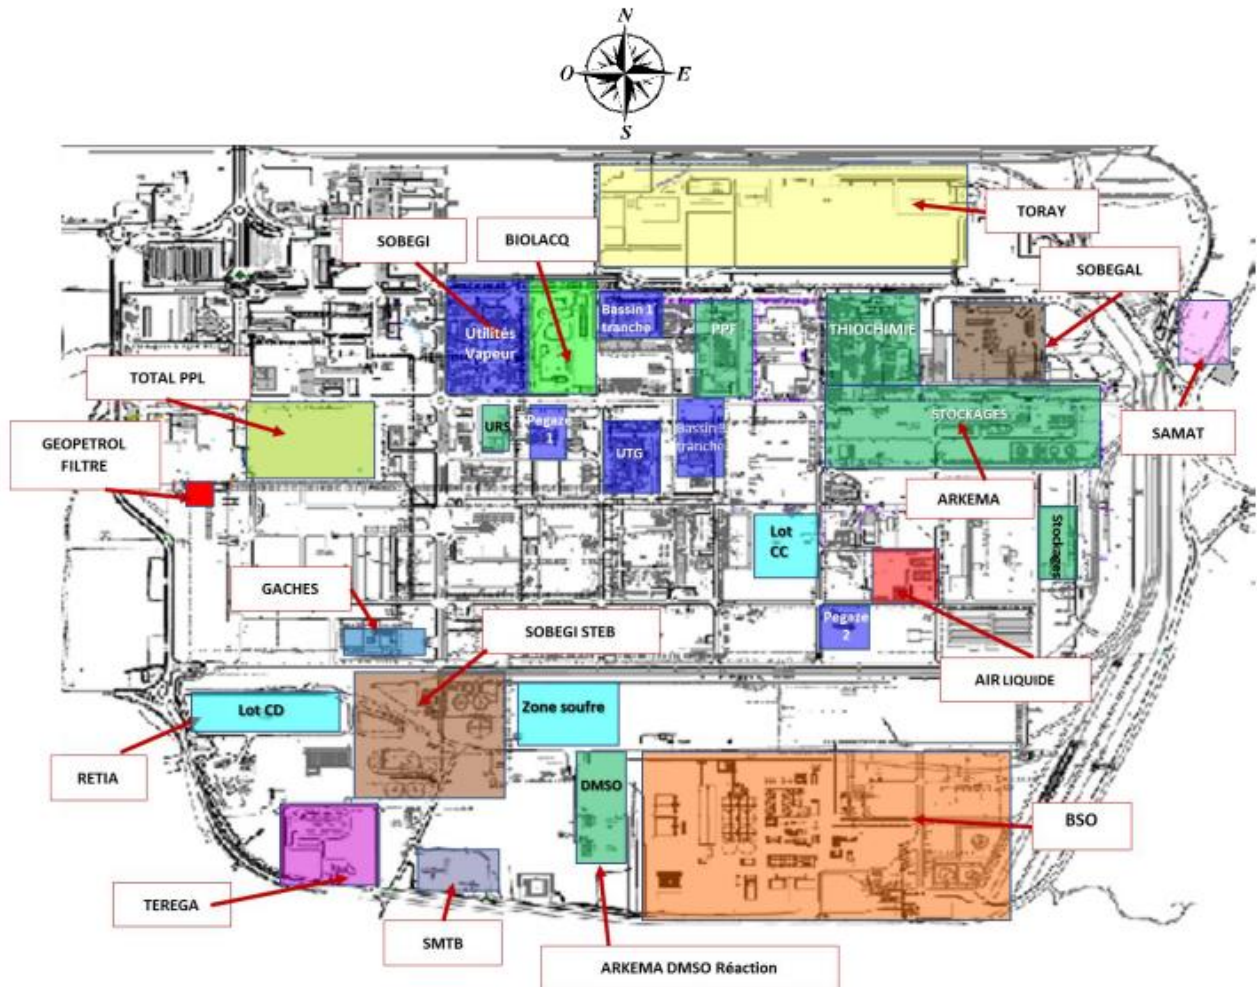 N
O
E
S
TORAY
SOBEGI
BIOLACQ
SOBEGAL
Bassin 1
tranche
PPF
THIOCHIMIE
Utilités
Vapeur
TOTAL PPL
STOCKAGES
SAMAT
URS
Pegaze
1
Bassin
tranche
GEOPETROL
FILTRE
UTG
ARKEMA
Lot
CC
Stockages
GACHES
SOBEGI STEB
Pegaze
2
AIR LIQUIDE
Lot CD
Zone soufre
RETIA
DMSO
BSO
TEREGA
SMTB
ARKEMA DMSO Réaction